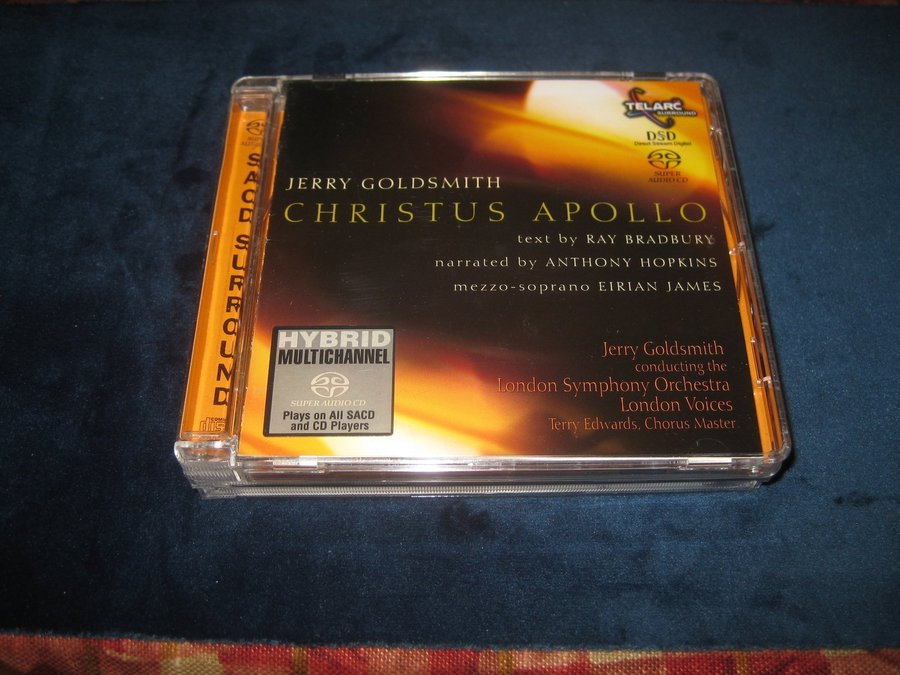 SACD SURROUND
TELARC
SURROUND
DSD
Direct Stream Digital
SUPER AUDIO CD
JERRY GOLDSMITH
CHRISTUS APOLLO
text by RAY BRADBURY
narrated by ANTHONY HOPKINS
mezzo-soprano EIRIAN JAMES
HYBRID
MULTICHANNEL
SUPER AUDIO CD
Plays on All SACD
and CD Players
Jerry Goldsmith
conducting the
London Symphony Orchestra
London Voices
Terry Edwards, Chorus Master